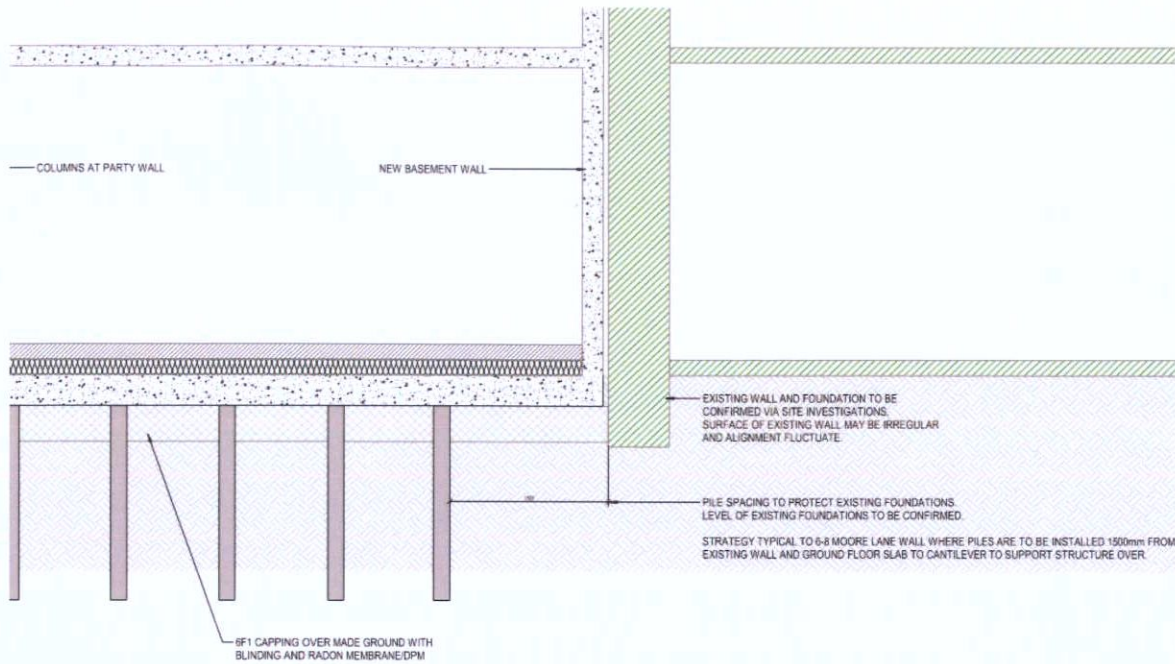 COLUMNS AT PARTY WALL
NEW BASEMENT WALL
EXISTING WALL AND FOUNDATION TO BE
CONFIRMED VIA SITE INVESTIGATIONS.
SURFACE OF EXISTING WALL MAY BE IRREGULAR
AND ALIGNMENT FLUCTUATE.
PILE SPACING TO PROTECT EXISTING FOUNDATIONS.
LEVEL OF EXISTING FOUNDATIONS TO BE CONFIRMED.
STRATEGY TYPICAL TO 6-8 MOORE LANE WALL WHERE PILES ARE TO BE INSTALLED 1500mm FROM
EXISTING WALL AND GROUND FLOOR SLAB TO CANTILEVER TO SUPPORT STRUCTURE OVER.
6F1 CAPPING OVER MADE GROUND WITH
BLINDING AND RADON MEMBRANE/DPM